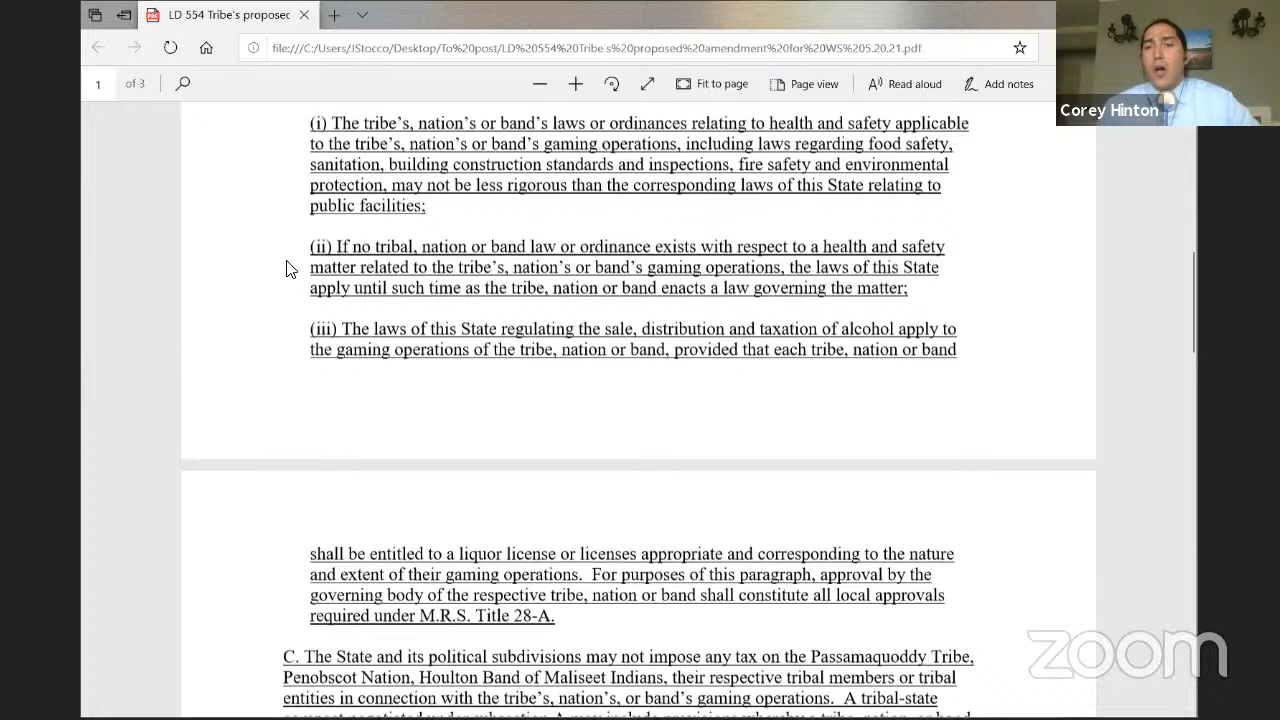 LD 554 Tribe's proposed
file:///C:/Users/JStocco/Desktop/To%20post/LD%20554%20Tribe's%20proposed%20amendment%20for%20WS%205.20.21.pdf
1 of 3
Fit to page
Page view
Read aloud
Add notes
Corey Hinton
(i) The tribe's, nation's or band's laws or ordinances relating to health and safety applicable
to the tribe's, nation's or band's gaming operations, including laws regarding food safety,
sanitation, building construction standards and inspections, fire safety and environmental
protection, may not be less rigorous than the corresponding laws of this State relating to
public facilities;
(ii) If no tribal, nation or band law or ordinance exists with respect to a health and safety
matter related to the tribe's, nation's or band's gaming operations, the laws of this State
apply until such time as the tribe, nation or band enacts a law governing the matter;
(iii) The laws of this State regulating the sale, distribution and taxation of alcohol apply to
the gaming operations of the tribe, nation or band, provided that each tribe, nation or band
shall be entitled to a liquor license or licenses appropriate and corresponding to the nature
and extent of their gaming operations. For purposes of this paragraph, approval by the
governing body of the respective tribe, nation or band shall constitute all local approvals
required under M.R.S. Title 28-A.
C. The State and its political subdivisions may not impose any tax on the Passamaquoddy Tribe,
Penobscot Nation, Houlton Band of Maliseet Indians, their respective tribal members or tribal
entities in connection with the tribe's, nation's, or band's gaming operations. A tribal-state
compact negotiated under subsection A may include provisions whereby a tribe, nation, or band
zoom